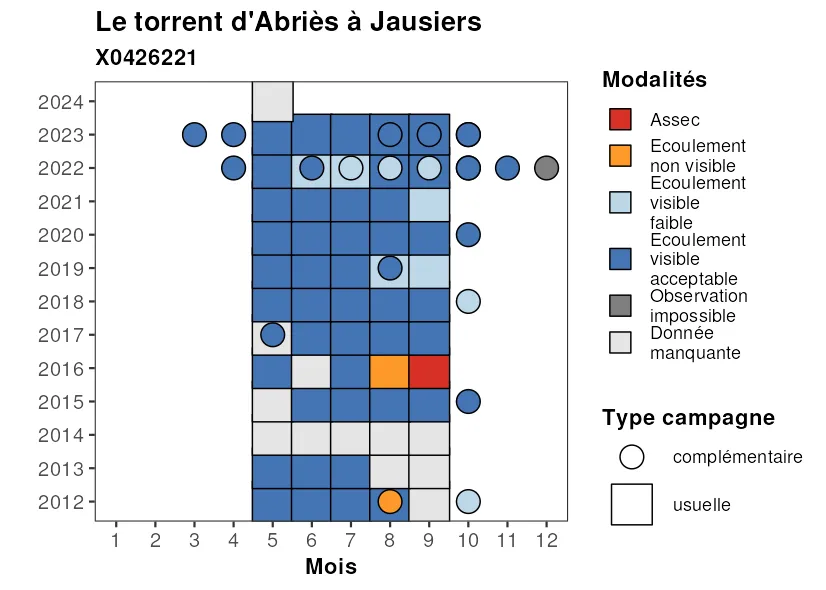 Le torrent d'Abriès à Jausiers
X0426221
2024
2023
2022
2021
2020
2019
2018
2017
2016
2015
2014
2013
2012
1 2 3 4 5 6 7 8 9 10 11 12
Mois
Modalités
Assec
Ecoulement
non visible
Ecoulement
visible
faible
Ecoulement
visible
acceptable
Observation
impossible
Donnée
manquante
Type campagne
complémentaire
usuelle